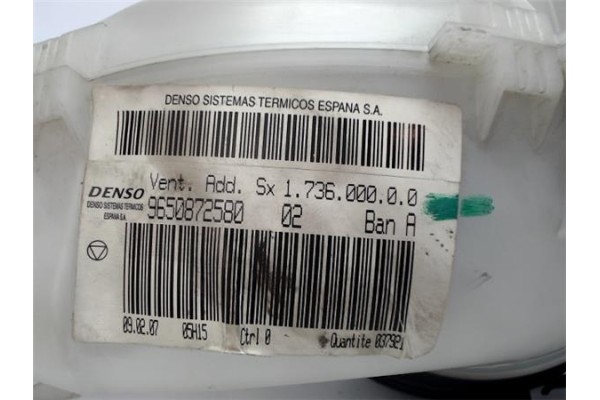 DENSO SISTEMAS TERMICOS ESPANA S.A.
Vent. Add. Sx 1.736.000.0.0
DENSO
DENSO SISTEMAS TERMICOS
ESPANA S.A.
9650872580 02 Ban A
09.02.07 05H15 Ctrl 0 Quantite 03792